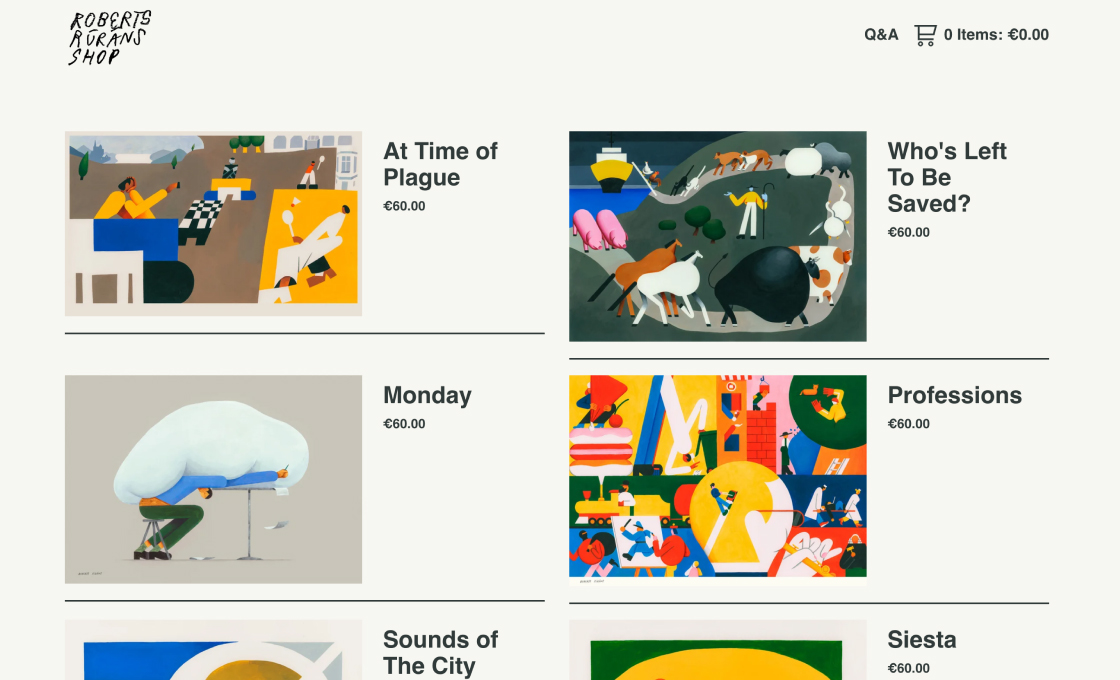 ROBERTS
RŪRĀNS
SHOP
Q&A
0 Items: €0.00
At Time of
Plague
€60.00
Who's Left
To Be
Saved?
€60.00
Monday
€60.00
Professions
€60.00
Sounds of
The City
Siesta
€60.00